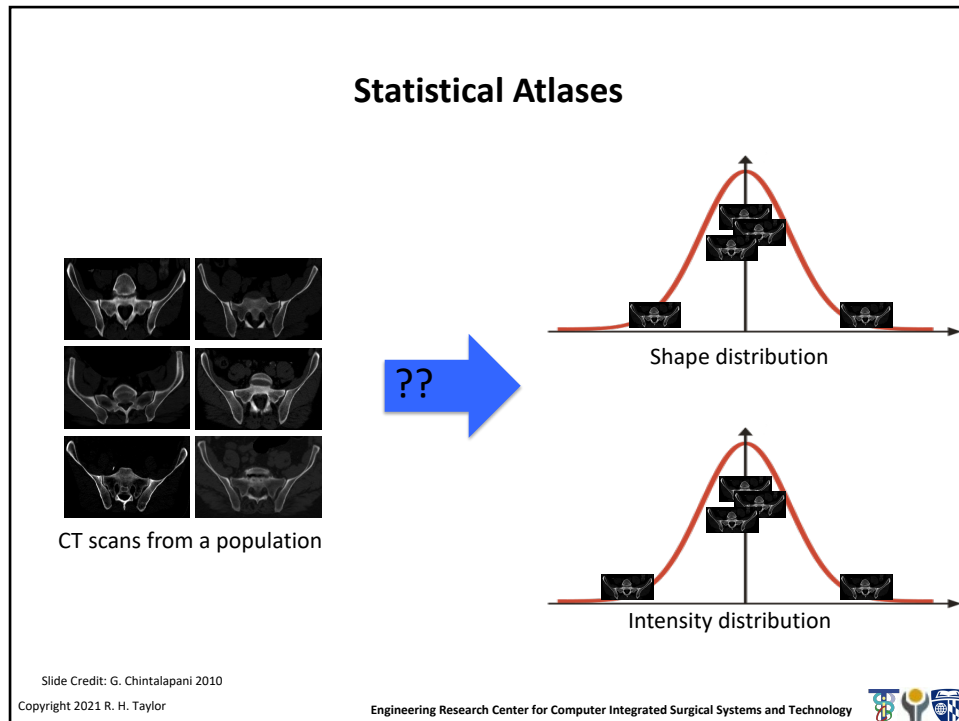 Statistical Atlases
CT scans from a population
??
Shape distribution
Intensity distribution
Slide Credit: G. Chintalapani 2010
Copyright 2021 R. H. Taylor
Engineering Research Center for Computer Integrated Surgical Systems and Technology